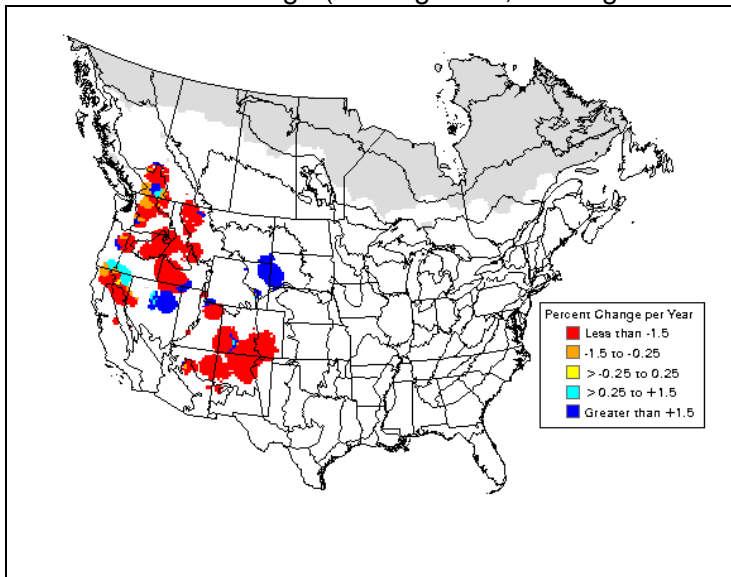 Percent Change per Year
Less than -1.5
-1.5 to -0.25
> -0.25 to 0.25
> 0.25 to +1.5
Greater than +1.5